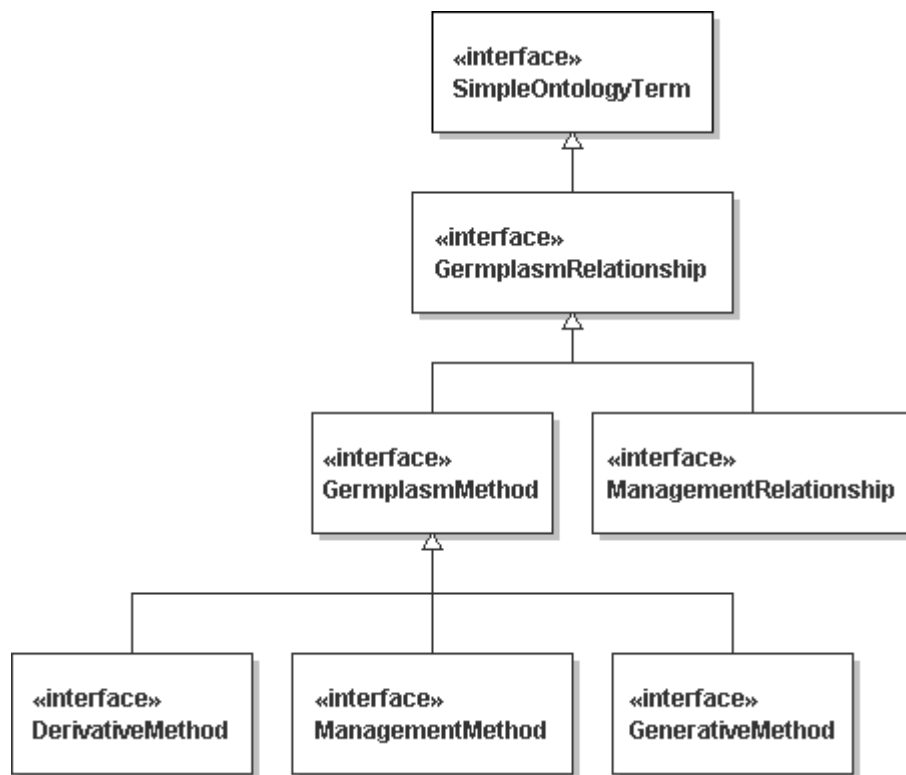 «interface»
SimpleOntologyTerm
«interface»
GermplasmRelationship
«interface»
GermplasmMethod
«interface»
ManagementRelationship
«interface»
DerivativeMethod
«interface»
ManagementMethod
«interface»
GenerativeMethod